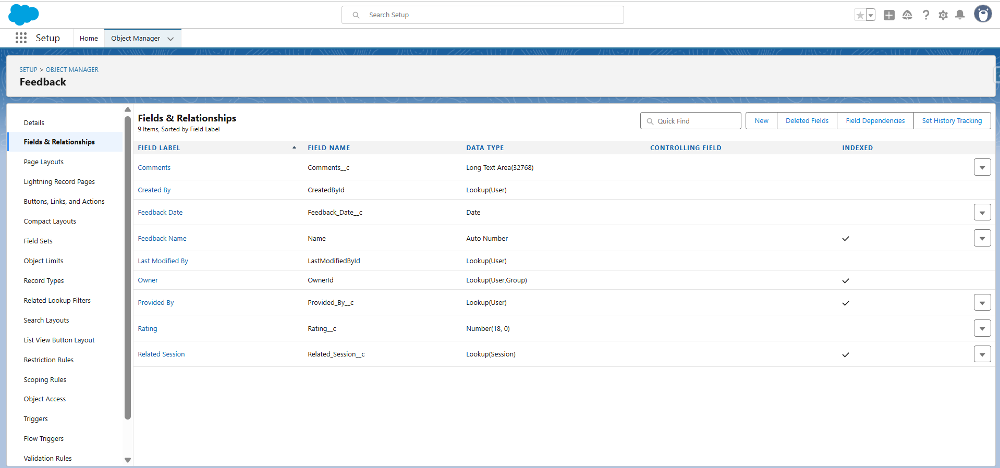 Search Setup
Setup
Home
Object Manager
SETUP > OBJECT MANAGER
Feedback
Details
Fields & Relationships
Page Layouts
Lightning Record Pages
Buttons, Links, and Actions
Compact Layouts
Field Sets
Object Limits
Record Types
Related Lookup Filters
Search Layouts
List View Button Layout
Restriction Rules
Scoping Rules
Object Access
Triggers
Flow Triggers
Validation Rules
Fields & Relationships
9 Items, Sorted by Field Label
Quick Find
New
Deleted Fields
Field Dependencies
Set History Tracking
FIELD LABEL FIELD NAME DATA TYPE CONTROLLING FIELD INDEXED
Comments Comments__c Long Text Area(32768)
Created By CreatedById Lookup(User)
Feedback Date Feedback_Date__c Date
Feedback Name Name Auto Number
Last Modified By LastModifiedById Lookup(User)
Owner OwnerId Lookup(User,Group)
Provided By Provided_By__c Lookup(User)
Rating Rating__c Number(18, 0)
Related Session Related_Session__c Lookup(Session)